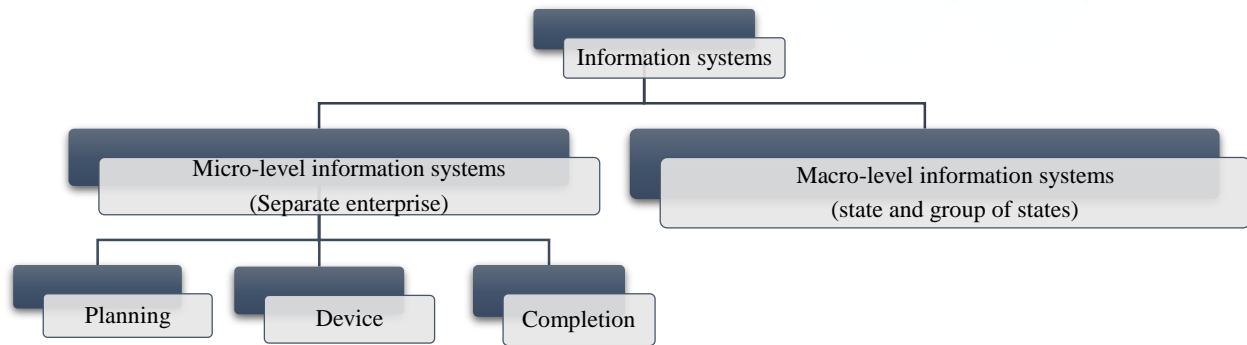 Information systems
Micro-level information systems
(Separate enterprise)
Macro-level information systems
(state and group of states)
Planning
Device
Completion